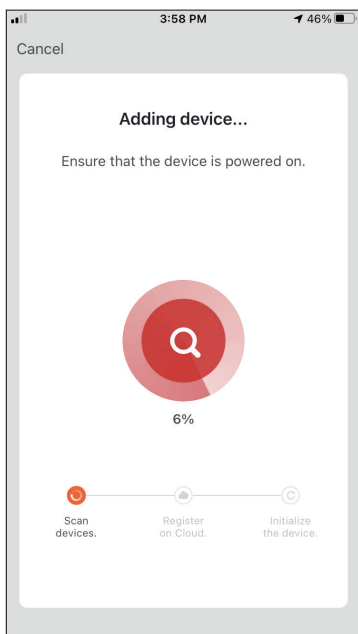 3:58 PM 46%
Cancel
Adding device...
Ensure that the device is powered on.
6%
Scan Register Initialize
devices. on Cloud. the device.